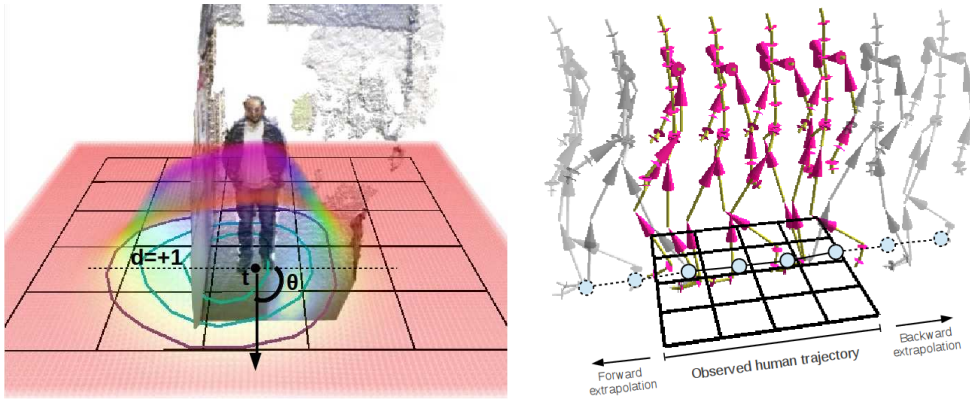 d=+1
t
θ
Forward
extrapolation
Observed human trajectory
Backward
extrapolation